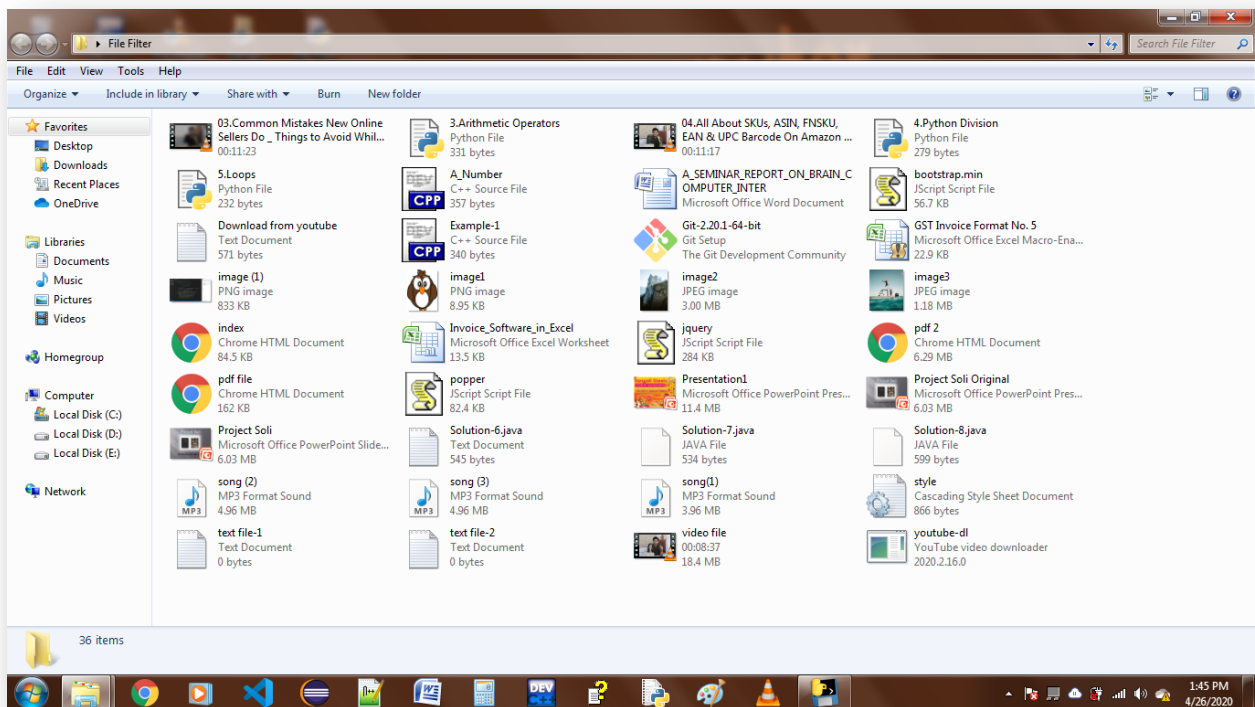 File Filter
Search File Filter
File Edit View Tools Help
Organize Include in library Share with Burn New folder
Favorites
Desktop
Downloads
Recent Places
OneDrive
Libraries
Documents
Music
Pictures
Videos
Homegroup
Computer
Local Disk (C:)
Local Disk (D:)
Local Disk (E:)
Network
03.Common Mistakes New Online
Sellers Do _ Things to Avoid Whil...
00:11:23
3.Arithmetic Operators
Python File
331 bytes
04.All About SKUs, ASIN, FNSKU,
EAN & UPC Barcode On Amazon ...
00:11:17
4.Python Division
Python File
279 bytes
5.Loops
Python File
232 bytes
DEV
CPP
A_Number
C++ Source File
357 bytes
A_SEMINAR_REPORT_ON_BRAIN_C
OMPUTER_INTER
Microsoft Office Word Document
bootstrap.min
JScript Script File
56.7 KB
Download from youtube
Text Document
571 bytes
DEV
CPP
Example-1
C++ Source File
340 bytes
Git-2.20.1-64-bit
Git Setup
The Git Development Community
GST Invoice Format No. 5
Microsoft Office Excel Macro-Ena...
22.9 KB
image (1)
PNG image
833 KB
image1
PNG image
8.95 KB
image2
JPEG image
3.00 MB
image3
JPEG image
1.18 MB
index
Chrome HTML Document
84.5 KB
Invoice_Software_in_Excel
Microsoft Office Excel Worksheet
13.5 KB
jquery
JScript Script File
284 KB
pdf 2
Chrome HTML Document
6.29 MB
pdf file
Chrome HTML Document
162 KB
popper
JScript Script File
82.4 KB
Presentation1
Microsoft Office PowerPoint Pres...
11.4 MB
Project Soli Original
Microsoft Office PowerPoint Pres...
6.03 MB
Project Soli
Microsoft Office PowerPoint Slide...
6.03 MB
Solution-6.java
Text Document
545 bytes
Solution-7.java
JAVA File
534 bytes
Solution-8.java
JAVA File
599 bytes
MP3
song (2)
MP3 Format Sound
4.96 MB
MP3
song (3)
MP3 Format Sound
4.96 MB
MP3
song(1)
MP3 Format Sound
3.96 MB
style
Cascading Style Sheet Document
866 bytes
text file-1
Text Document
0 bytes
text file-2
Text Document
0 bytes
video file
00:08:37
18.4 MB
youtube-dl
YouTube video downloader
2020.2.16.0
36 items
DEV
1:45 PM
4/26/2020